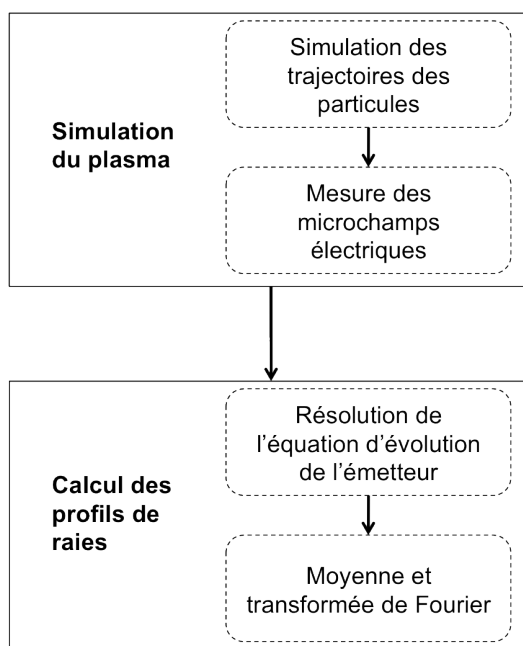 Simulation
du plasma
Simulation des
trajectoires des
particules
Mesure des
microchamps
électriques
Calcul des
profils de
raies
Résolution de
l'équation d'évolution
de l'émetteur
Moyenne et
transformée de Fourier